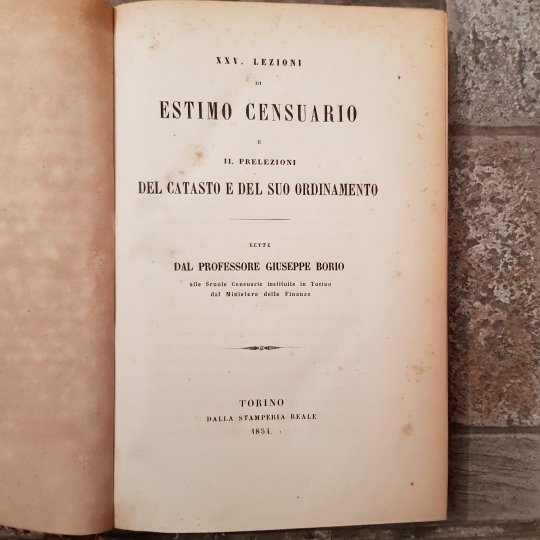 XXV. LEZIONI
DI
ESTIMO CENSUARIO
E
II. PRELEZIONI
DEL CATASTO E DEL SUO ORDINAMENTO
LETTE
DAL PROFESSORE GIUSEPPE BORIO
alle Scuole Censuarie instituite in Torino
dal Ministero delle Finanze
TORINO
DALLA STAMPERIA REALE
1854.